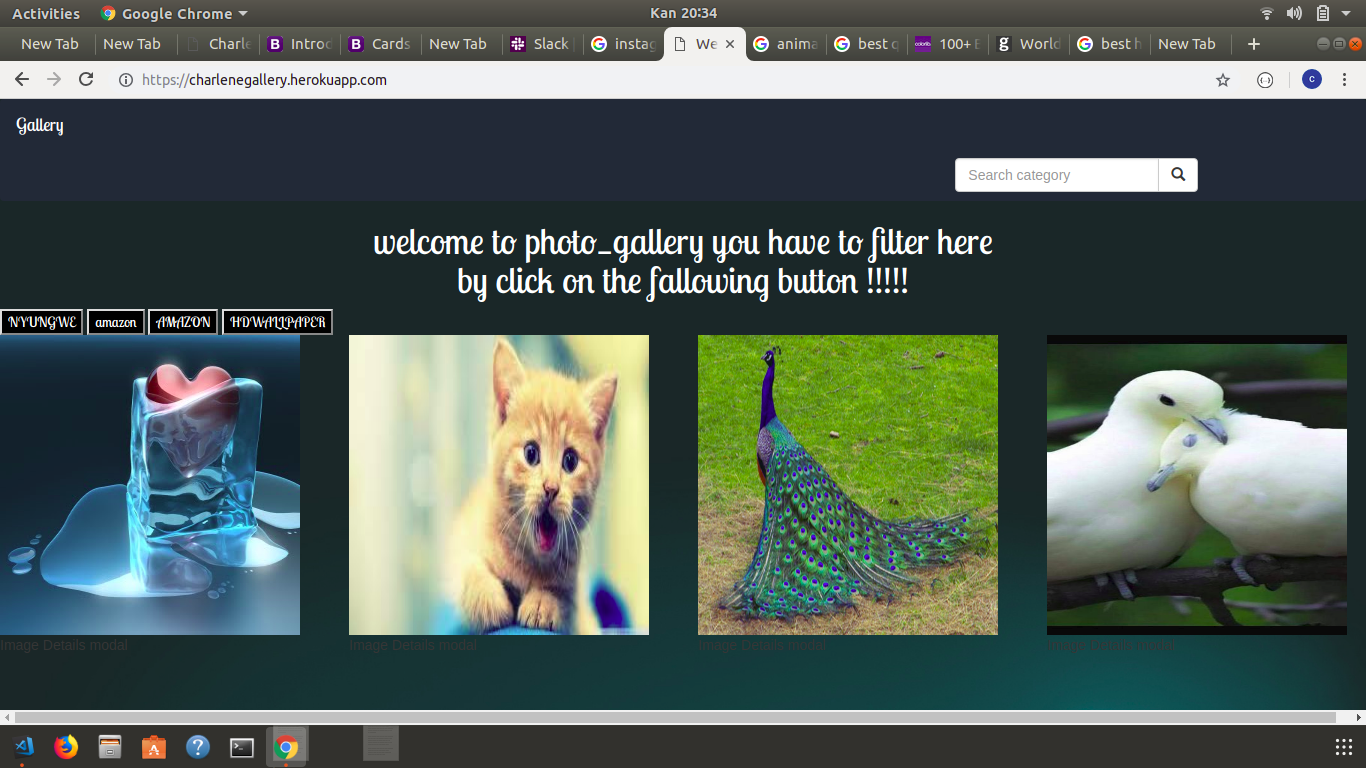 Activities
Google Chrome
Kan 20:34
New Tab
New Tab
Charle
Introd
Cards
New Tab
Slack
instag
We
anima
best q
100+ E
World
best h
New Tab
https://charlenegallery.herokuapp.com
C
Gallery
Search category
welcome to photo_gallery you have to filter here
by click on the fallowing button !!!!!
NYUNGWE
amazon
AMAZON
HDWALLPAPER
Image Details modal
Image Details modal
Image Details modal
Image Details modal